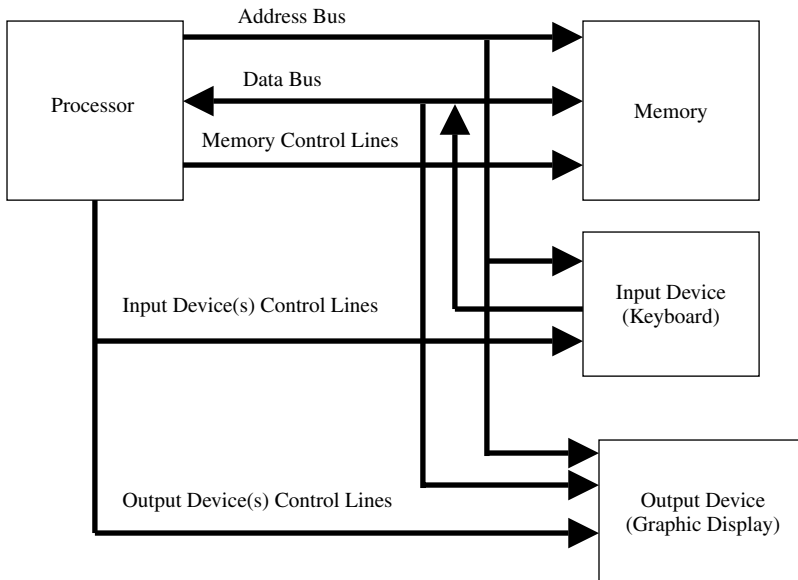 Address Bus
Data Bus
Processor
Memory
Memory Control Lines
Input Device(s) Control Lines
Input Device
(Keyboard)
Output Device(s) Control Lines
Output Device
(Graphic Display)